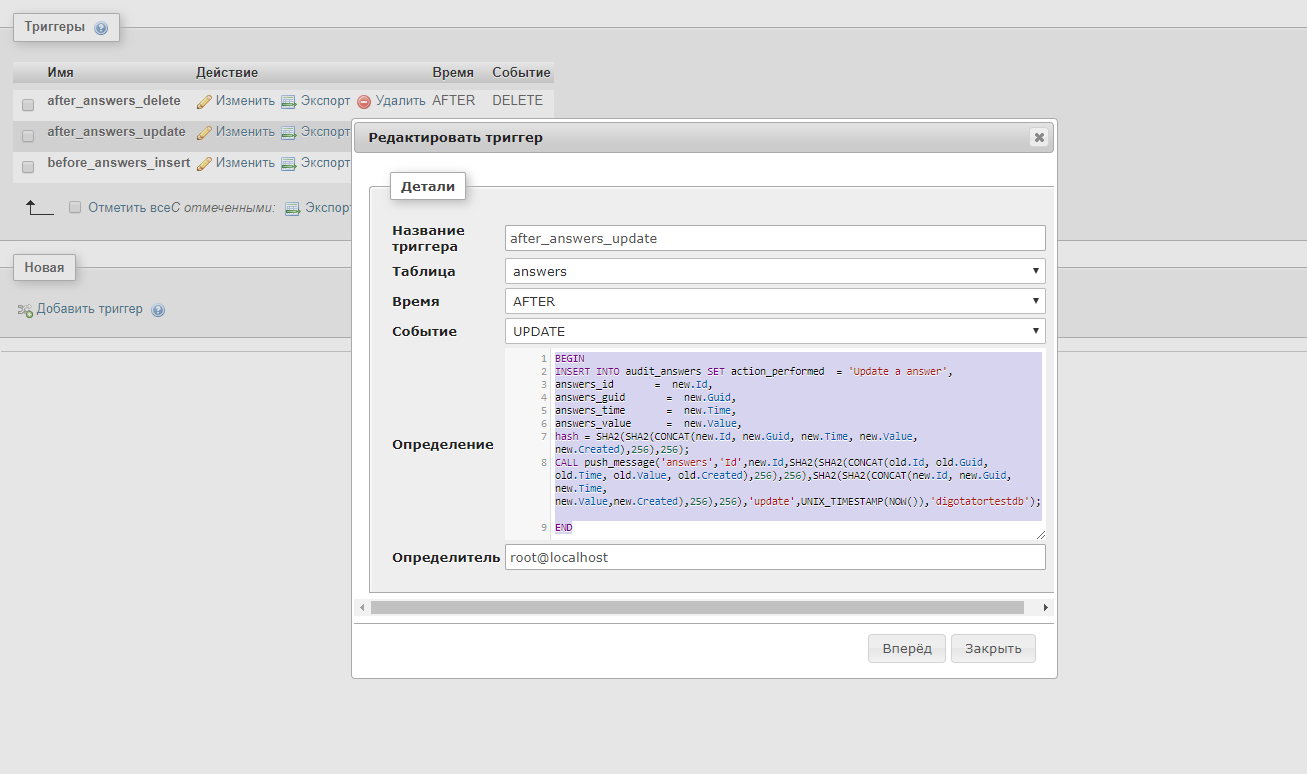 Триггеры
Имя Действие Время Событие
after_answers_delete Изменить Экспорт Удалить AFTER DELETE
after_answers_update Изменить Экспорт
before_answers_insert Изменить Экспорт
Отметить все С отмеченными: Экспорт
Новая
Добавить триггер
Редактировать триггер
Детали
Название
триггера
after_answers_update
Таблица answers
Время AFTER
Событие UPDATE
Определение
1 BEGIN
2 INSERT INTO audit_answers SET action_performed = 'Update a answer',
3 answers_id = new.Id,
4 answers_guid = new.Guid,
5 answers_time = new.Time,
6 answers_value = new.Value,
7 hash = SHA2(SHA2(CONCAT(new.Id, new.Guid, new.Time, new.Value,
new.Created),256),256);
8 CALL push_message('answers','Id',new.Id,SHA2(SHA2(CONCAT(old.Id, old.Guid,
old.Time, old.Value, old.Created),256),256),SHA2(SHA2(CONCAT(new.Id, new.Guid,
new.Time,
new.Value,new.Created),256),256),'update',UNIX_TIMESTAMP(NOW()),'digotatortestdb');
9 END
Определитель root@localhost
Вперёд Закрыть